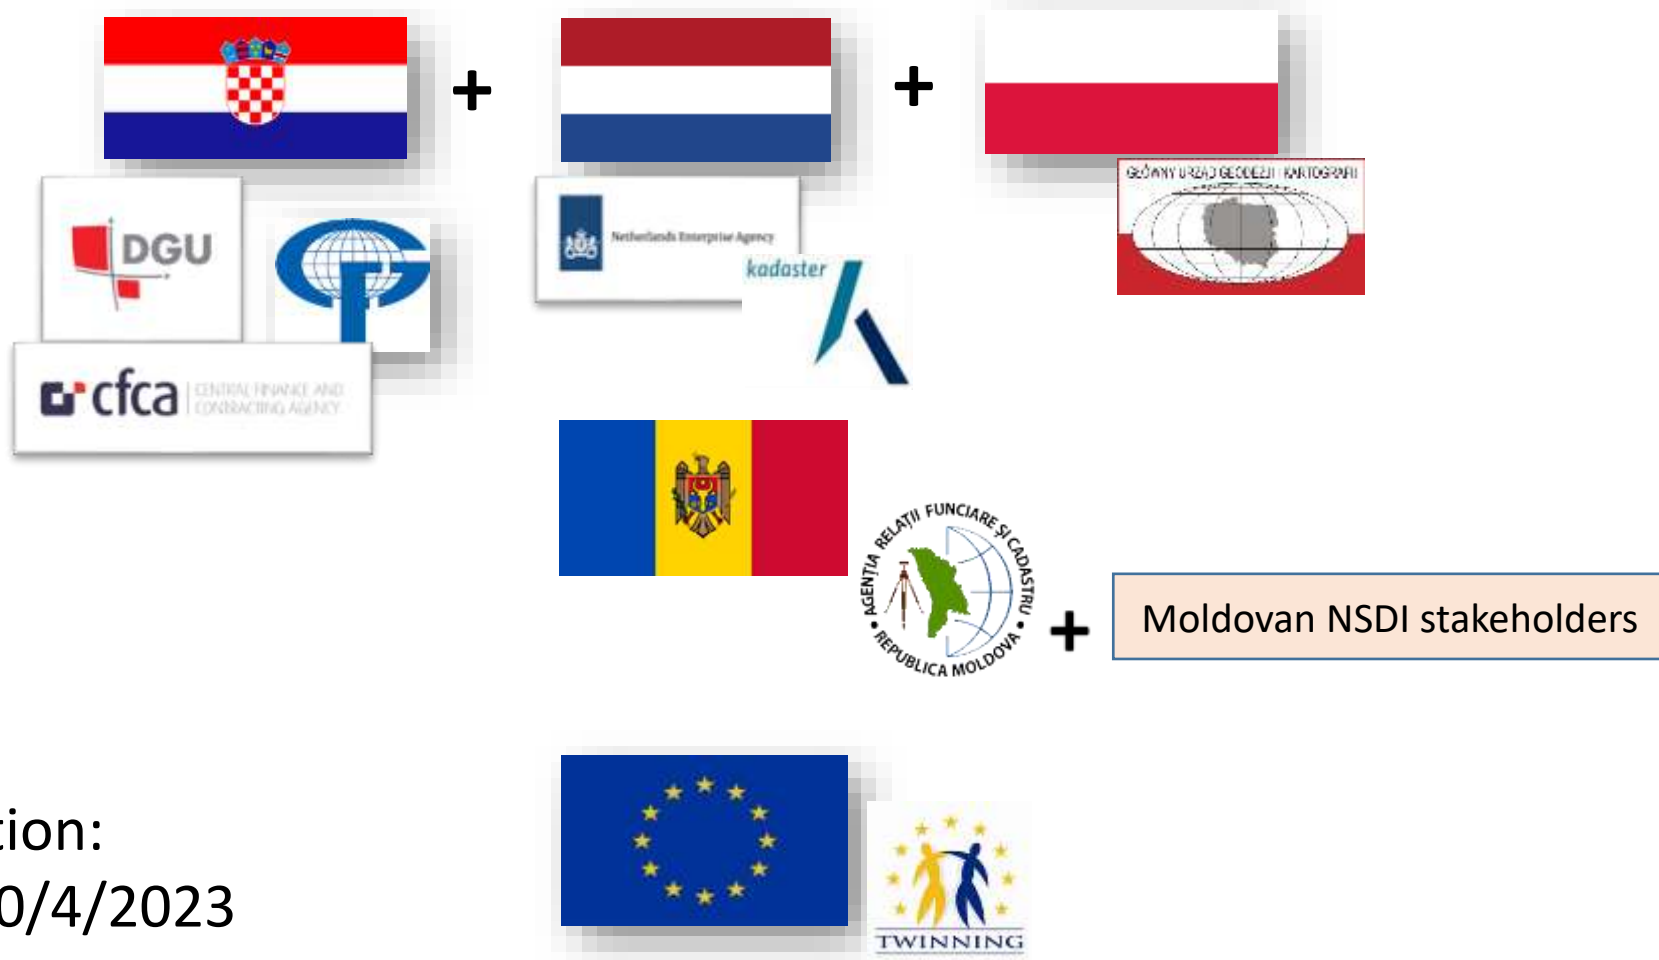 +
+
DGU
Netherlands Enterprise Agency
kadaster
GŁÓWNY URZĄD GEODEZJI I KARTOGRAFII
cfca
CENTRAL FINANCE AND
CONTRACTING AGENCY
AGENȚIA RELAȚII FUNCIARE ȘI CADASTRU
• REPUBLICA MOLDOVA •
+
Moldovan NSDI stakeholders
tion:
0/4/2023
TWINNING